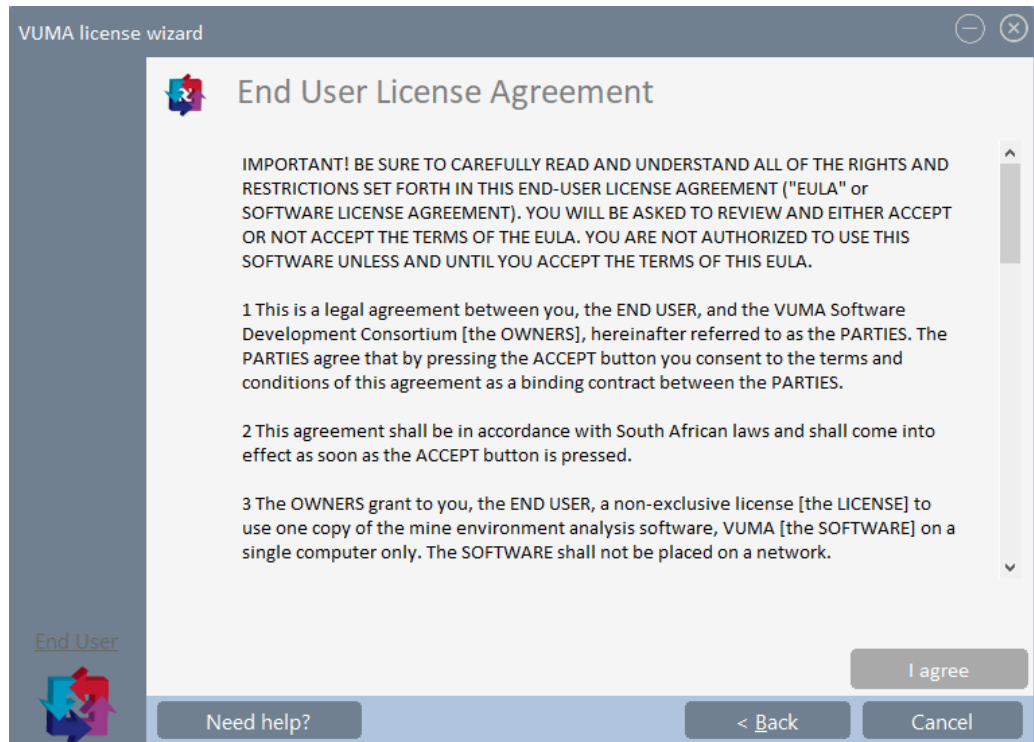 VUMA license wizard
End User License Agreement
IMPORTANT! BE SURE TO CAREFULLY READ AND UNDERSTAND ALL OF THE RIGHTS AND
RESTRICTIONS SET FORTH IN THIS END-USER LICENSE AGREEMENT ("EULA" or
SOFTWARE LICENSE AGREEMENT). YOU WILL BE ASKED TO REVIEW AND EITHER ACCEPT
OR NOT ACCEPT THE TERMS OF THE EULA. YOU ARE NOT AUTHORIZED TO USE THIS
SOFTWARE UNLESS AND UNTIL YOU ACCEPT THE TERMS OF THIS EULA.
1 This is a legal agreement between you, the END USER, and the VUMA Software
Development Consortium [the OWNERS], hereinafter referred to as the PARTIES. The
PARTIES agree that by pressing the ACCEPT button you consent to the terms and
conditions of this agreement as a binding contract between the PARTIES.
2 This agreement shall be in accordance with South African laws and shall come into
effect as soon as the ACCEPT button is pressed.
3 The OWNERS grant to you, the END USER, a non-exclusive license [the LICENSE] to
use one copy of the mine environment analysis software, VUMA [the SOFTWARE] on a
single computer only. The SOFTWARE shall not be placed on a network.
End User
I agree
Need help?
< Back
Cancel